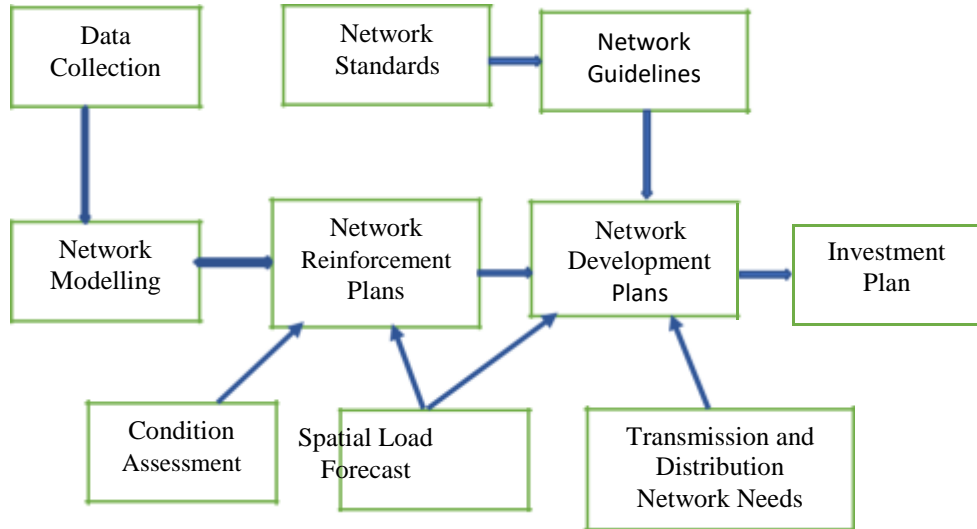 Data
Collection
Network
Standards
Network
Guidelines
Network
Modelling
Network
Reinforcement
Plans
Network
Development
Plans
Investment
Plan
Condition
Assessment
Spatial Load
Forecast
Transmission and
Distribution
Network Needs